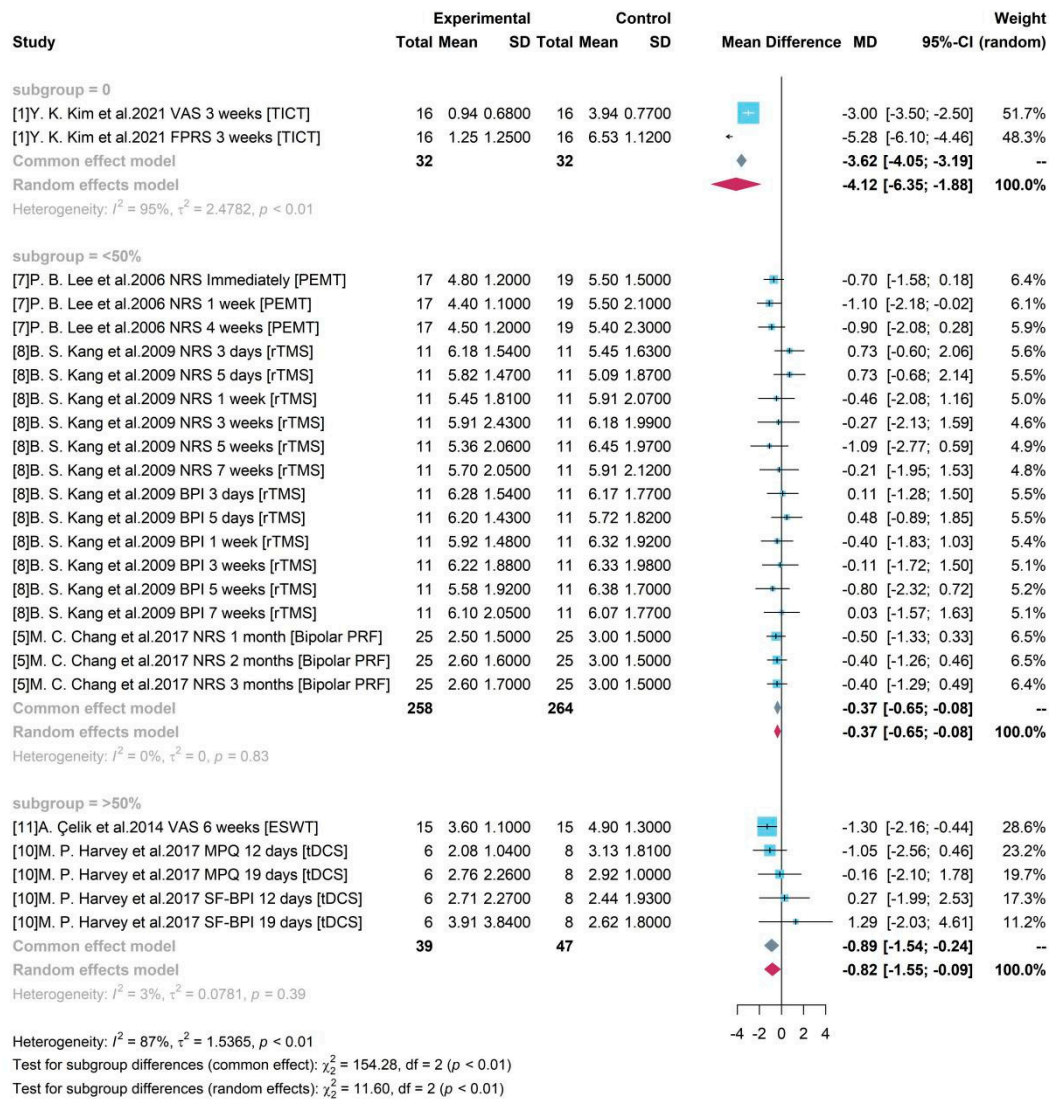 Experimental Control Weight
Study Total Mean SD Total Mean SD Mean Difference MD 95%-CI (random)
subgroup = 0
[1]Y. K. Kim et al.2021 VAS 3 weeks [TICT] 16 0.94 0.6800 16 3.94 0.7700 -3.00 [-3.50; -2.50] 51.7%
[1]Y. K. Kim et al.2021 FPRS 3 weeks [TICT] 16 1.25 1.2500 16 6.53 1.1200 -5.28 [-6.10; -4.46] 48.3%
Common effect model 32 32 -3.62 [-4.05; -3.19] --
Random effects model -4.12 [-6.35; -1.88] 100.0%
Heterogeneity: I² = 95%, τ² = 2.4782, p < 0.01
subgroup = <50%
[7]P. B. Lee et al.2006 NRS Immediately [PEMT] 17 4.80 1.2000 19 5.50 1.5000 -0.70 [-1.58; 0.18] 6.4%
[7]P. B. Lee et al.2006 NRS 1 week [PEMT] 17 4.40 1.1000 19 5.50 2.1000 -1.10 [-2.18; -0.02] 6.1%
[7]P. B. Lee et al.2006 NRS 4 weeks [PEMT] 17 4.50 1.2000 19 5.40 2.3000 -0.90 [-2.08; 0.28] 5.9%
[8]B. S. Kang et al.2009 NRS 3 days [rTMS] 11 6.18 1.5400 11 5.45 1.6300 0.73 [-0.60; 2.06] 5.6%
[8]B. S. Kang et al.2009 NRS 5 days [rTMS] 11 5.82 1.4700 11 5.09 1.8700 0.73 [-0.68; 2.14] 5.5%
[8]B. S. Kang et al.2009 NRS 1 week [rTMS] 11 5.45 1.8100 11 5.91 2.0700 -0.46 [-2.08; 1.16] 5.0%
[8]B. S. Kang et al.2009 NRS 3 weeks [rTMS] 11 5.91 2.4300 11 6.18 1.9900 -0.27 [-2.13; 1.59] 4.6%
[8]B. S. Kang et al.2009 NRS 5 weeks [rTMS] 11 5.36 2.0600 11 6.45 1.9700 -1.09 [-2.77; 0.59] 4.9%
[8]B. S. Kang et al.2009 NRS 7 weeks [rTMS] 11 5.70 2.0500 11 5.91 2.1200 -0.21 [-1.95; 1.53] 4.8%
[8]B. S. Kang et al.2009 BPI 3 days [rTMS] 11 6.28 1.5400 11 6.17 1.7700 0.11 [-1.28; 1.50] 5.5%
[8]B. S. Kang et al.2009 BPI 5 days [rTMS] 11 6.20 1.4300 11 5.72 1.8200 0.48 [-0.89; 1.85] 5.5%
[8]B. S. Kang et al.2009 BPI 1 week [rTMS] 11 5.92 1.4800 11 6.32 1.9200 -0.40 [-1.83; 1.03] 5.4%
[8]B. S. Kang et al.2009 BPI 3 weeks [rTMS] 11 6.22 1.8800 11 6.33 1.9800 -0.11 [-1.72; 1.50] 5.1%
[8]B. S. Kang et al.2009 BPI 5 weeks [rTMS] 11 5.58 1.9200 11 6.38 1.7000 -0.80 [-2.32; 0.72] 5.2%
[8]B. S. Kang et al.2009 BPI 7 weeks [rTMS] 11 6.10 2.0500 11 6.07 1.7700 0.03 [-1.57; 1.63] 5.1%
[5]M. C. Chang et al.2017 NRS 1 month [Bipolar PRF] 25 2.50 1.5000 25 3.00 1.5000 -0.50 [-1.33; 0.33] 6.5%
[5]M. C. Chang et al.2017 NRS 2 months [Bipolar PRF] 25 2.60 1.6000 25 3.00 1.5000 -0.40 [-1.26; 0.46] 6.5%
[5]M. C. Chang et al.2017 NRS 3 months [Bipolar PRF] 25 2.60 1.7000 25 3.00 1.5000 -0.40 [-1.29; 0.49] 6.4%
Common effect model 258 264 -0.37 [-0.65; -0.08] --
Random effects model -0.37 [-0.65; -0.08] 100.0%
Heterogeneity: I² = 0%, τ² = 0, p = 0.83
subgroup = >50%
[11]A. Çelik et al.2014 VAS 6 weeks [ESWT] 15 3.60 1.1000 15 4.90 1.3000 -1.30 [-2.16; -0.44] 28.6%
[10]M. P. Harvey et al.2017 MPQ 12 days [tDCS] 6 2.08 1.0400 8 3.13 1.8100 -1.05 [-2.56; 0.46] 23.2%
[10]M. P. Harvey et al.2017 MPQ 19 days [tDCS] 6 2.76 2.2600 8 2.92 1.0000 -0.16 [-2.10; 1.78] 19.7%
[10]M. P. Harvey et al.2017 SF-BPI 12 days [tDCS] 6 2.71 2.2700 8 2.44 1.9300 0.27 [-1.99; 2.53] 17.3%
[10]M. P. Harvey et al.2017 SF-BPI 19 days [tDCS] 6 3.91 3.8400 8 2.62 1.8000 1.29 [-2.03; 4.61] 11.2%
Common effect model 39 47 -0.89 [-1.54; -0.24] --
Random effects model -0.82 [-1.55; -0.09] 100.0%
Heterogeneity: I² = 3%, τ² = 0.0781, p = 0.39
-4 -2 0 2 4
Heterogeneity: I² = 87%, τ² = 1.5365, p < 0.01
Test for subgroup differences (common effect): χ²₂ = 154.28, df = 2 (p < 0.01)
Test for subgroup differences (random effects): χ²₂ = 11.60, df = 2 (p < 0.01)